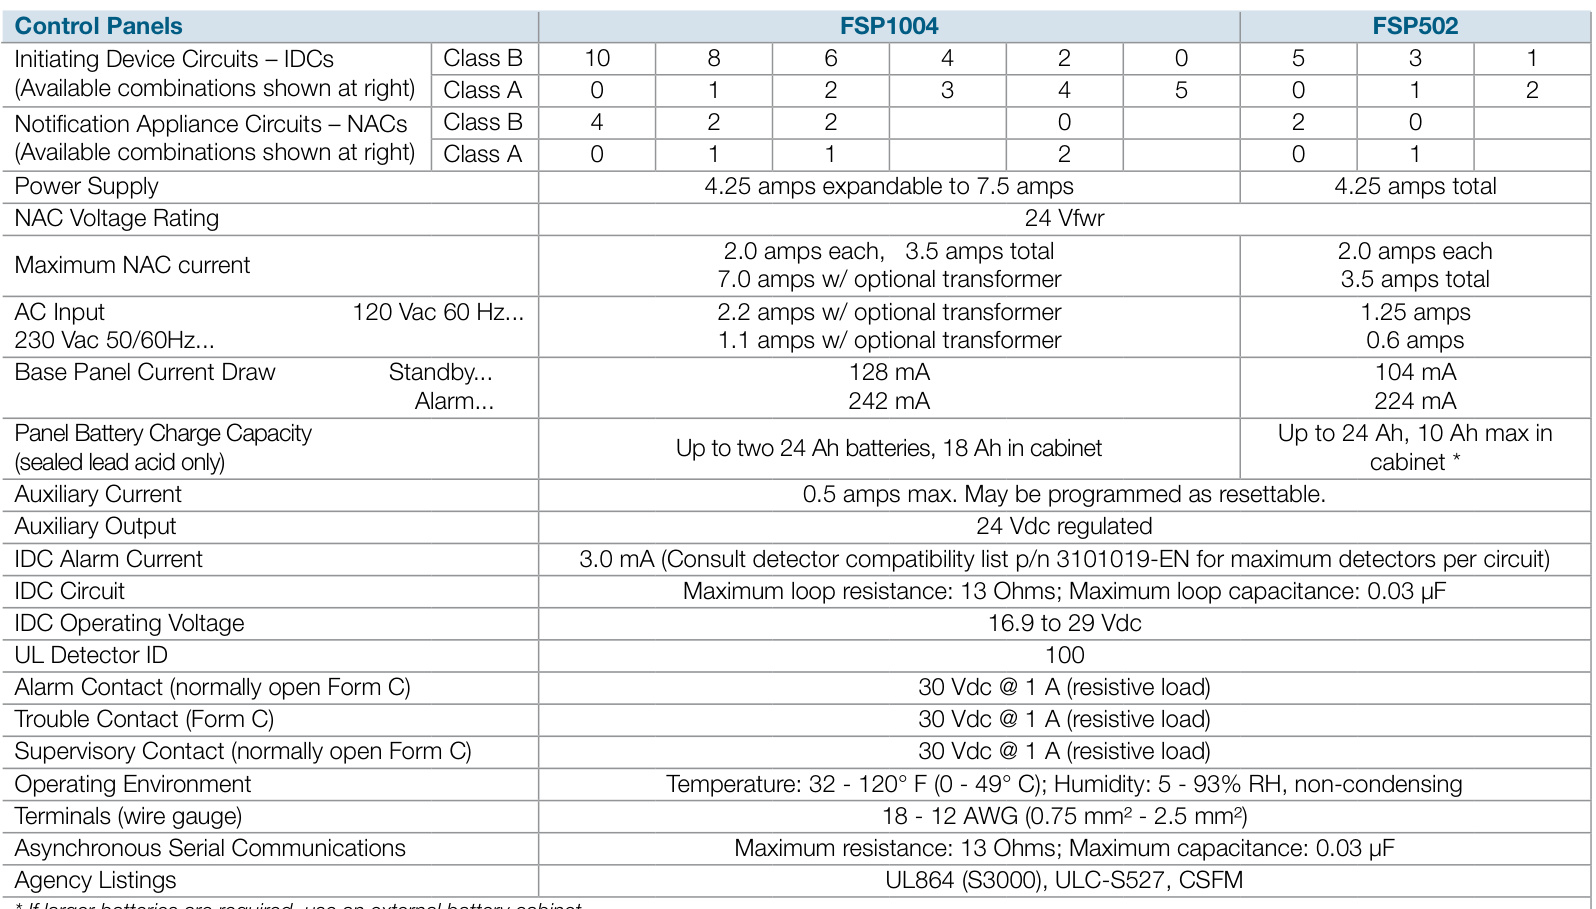 Control Panels FSP1004 FSP502
Initiating Device Circuits – IDCs Class B 10 8 6 4 2 0 5 3 1
(Available combinations shown at right) Class A 0 1 2 3 4 5 0 1 2
Notification Appliance Circuits – NACs Class B 4 2 2 0 2 0
(Available combinations shown at right) Class A 0 1 1 2 0 1
Power Supply 4.25 amps expandable to 7.5 amps 4.25 amps total
NAC Voltage Rating 24 Vfwr
Maximum NAC current 2.0 amps each, 3.5 amps total 2.0 amps each
7.0 amps w/ optional transformer 3.5 amps total
AC Input 120 Vac 60 Hz... 2.2 amps w/ optional transformer 1.25 amps
230 Vac 50/60Hz... 1.1 amps w/ optional transformer 0.6 amps
Base Panel Current Draw Standby... 128 mA 104 mA
Alarm... 242 mA 224 mA
Panel Battery Charge Capacity Up to two 24 Ah batteries, 18 Ah in cabinet Up to 24 Ah, 10 Ah max in
(sealed lead acid only) cabinet *
Auxiliary Current 0.5 amps max. May be programmed as resettable.
Auxiliary Output 24 Vdc regulated
IDC Alarm Current 3.0 mA (Consult detector compatibility list p/n 3101019-EN for maximum detectors per circuit)
IDC Circuit Maximum loop resistance: 13 Ohms; Maximum loop capacitance: 0.03 µF
IDC Operating Voltage 16.9 to 29 Vdc
UL Detector ID 100
Alarm Contact (normally open Form C) 30 Vdc @ 1 A (resistive load)
Trouble Contact (Form C) 30 Vdc @ 1 A (resistive load)
Supervisory Contact (normally open Form C) 30 Vdc @ 1 A (resistive load)
Operating Environment Temperature: 32 - 120° F (0 - 49° C); Humidity: 5 - 93% RH, non-condensing
Terminals (wire gauge) 18 - 12 AWG (0.75 mm² - 2.5 mm²)
Asynchronous Serial Communications Maximum resistance: 13 Ohms; Maximum capacitance: 0.03 µF
Agency Listings UL864 (S3000), ULC-S527, CSFM
* If larger batteries are required, use an external battery cabinet